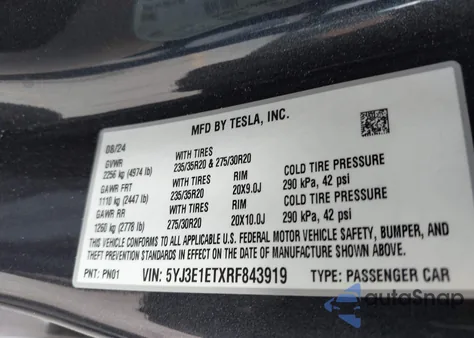 MFD BY TESLA, INC.
08/24
GVWR
2256 kg (4974 lb)
WITH TIRES
235/35R20 & 275/30R20
GAWR FRT
1110 kg (2447 lb)
WITH TIRES
235/35R20
RIM
20X9.0J
COLD TIRE PRESSURE
290 kPa, 42 psi
GAWR RR
1260 kg (2778 lb)
WITH TIRES
275/30R20
RIM
20X10.0J
COLD TIRE PRESSURE
290 kPa, 42 psi
THIS VEHICLE CONFORMS TO ALL APPLICABLE U.S. FEDERAL MOTOR VEHICLE SAFETY, BUMPER,
AND THEFT PREVENTION STANDARDS IN EFFECT ON THE DATE OF MANUFACTURE SHOWN ABOVE.
PNT: PN01
VIN: 5YJ3E1ETXRF843919
TYPE: PASSENGER CAR
autoSnap